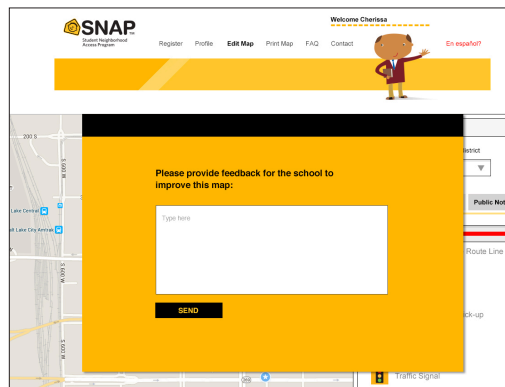 Welcome Cherissa
SNAP TM
Student Neighborhood
Access Program
Register Profile Edit Map Print Map FAQ Contact En español?
200 S
S 600 W
Lake Central
Lake City Amtrak
S 600 W
S 600 W
Please provide feedback for the school to
improve this map:
Type here
SEND
district
Public Not
Route Line
ck-up
Traffic Signal